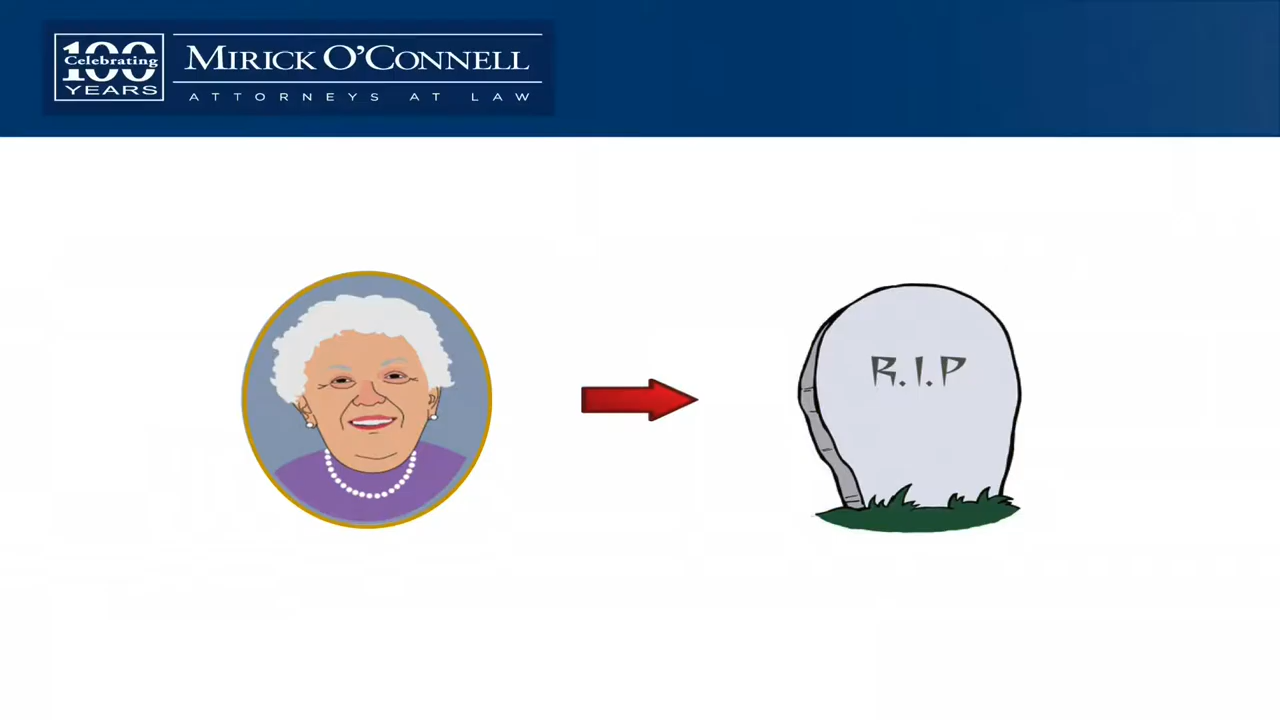 100
Celebrating
YEARS
MIRICK O'CONNELL
ATTORNEYS AT LAW
R.I.P